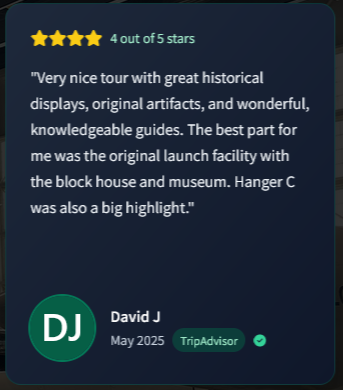 4 out of 5 stars
"Very nice tour with great historical
displays, original artifacts, and wonderful,
knowledgeable guides. The best part for
me was the original launch facility with
the block house and museum. Hanger C
was also a big highlight."
DJ
David J
May 2025 TripAdvisor